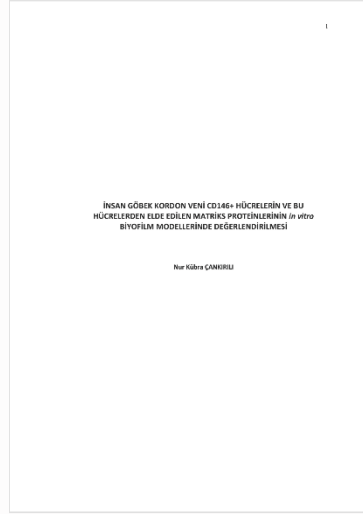 1
İNSAN GÖBEK KORDON VENİ CD146+ HÜCRELERİN VE BU
HÜCRELERDEN ELDE EDİLEN MATRİKS PROTEİNLERİNİN in vitro
BİYOFİLM MODELLERİNDE DEĞERLENDİRİLMESİ
Nur Kübra ÇANKIRILI